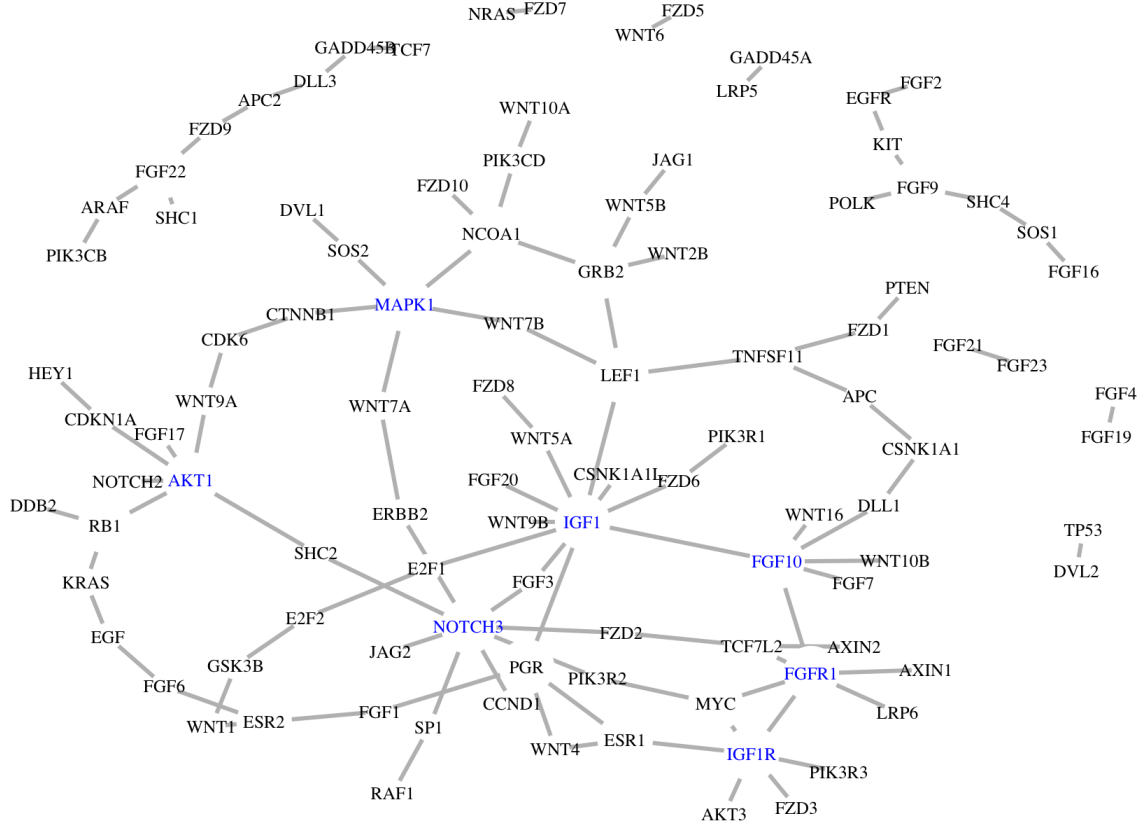 NRAS
FZD7
FZD5
WNT6
GADD45B
TCF7
GADD45A
DLL3
LRP5
FGF2
EGFR
APC2
WNT10A
FZD9
KIT
PIK3CD
JAG1
FGF22
FZD10
FGF9
POLK
SHC4
ARAF
SHC1
DVL1
WNT5B
NCOA1
SOS1
PIK3CB
SOS2
WNT2B
GRB2
FGF16
PTEN
MAPK1
CTNNB1
WNT7B
FZD1
CDK6
FGF21
TNFSF11
FGF23
HEY1
LEF1
FZD8
FGF4
APC
WNT9A
WNT7A
CDKN1A
FGF17
WNT5A
PIK3R1
FGF19
CSNK1A1
CSNK1A1L
NOTCH2
AKT1
FGF20
FZD6
DDB2
DLL1
RB1
ERBB2
WNT9B
IGF1
WNT16
TP53
SHC2
FGF10
WNT10B
E2F1
DVL2
KRAS
FGF3
FGF7
E2F2
NOTCH3
FZD2
EGF
JAG2
TCF7L2
AXIN2
GSK3B
PGR
FGFR1
AXIN1
FGF6
PIK3R2
CCND1
MYC
FGF1
LRP6
WNT1
ESR2
SP1
ESR1
WNT4
IGF1R
PIK3R3
RAF1
AKT3
FZD3